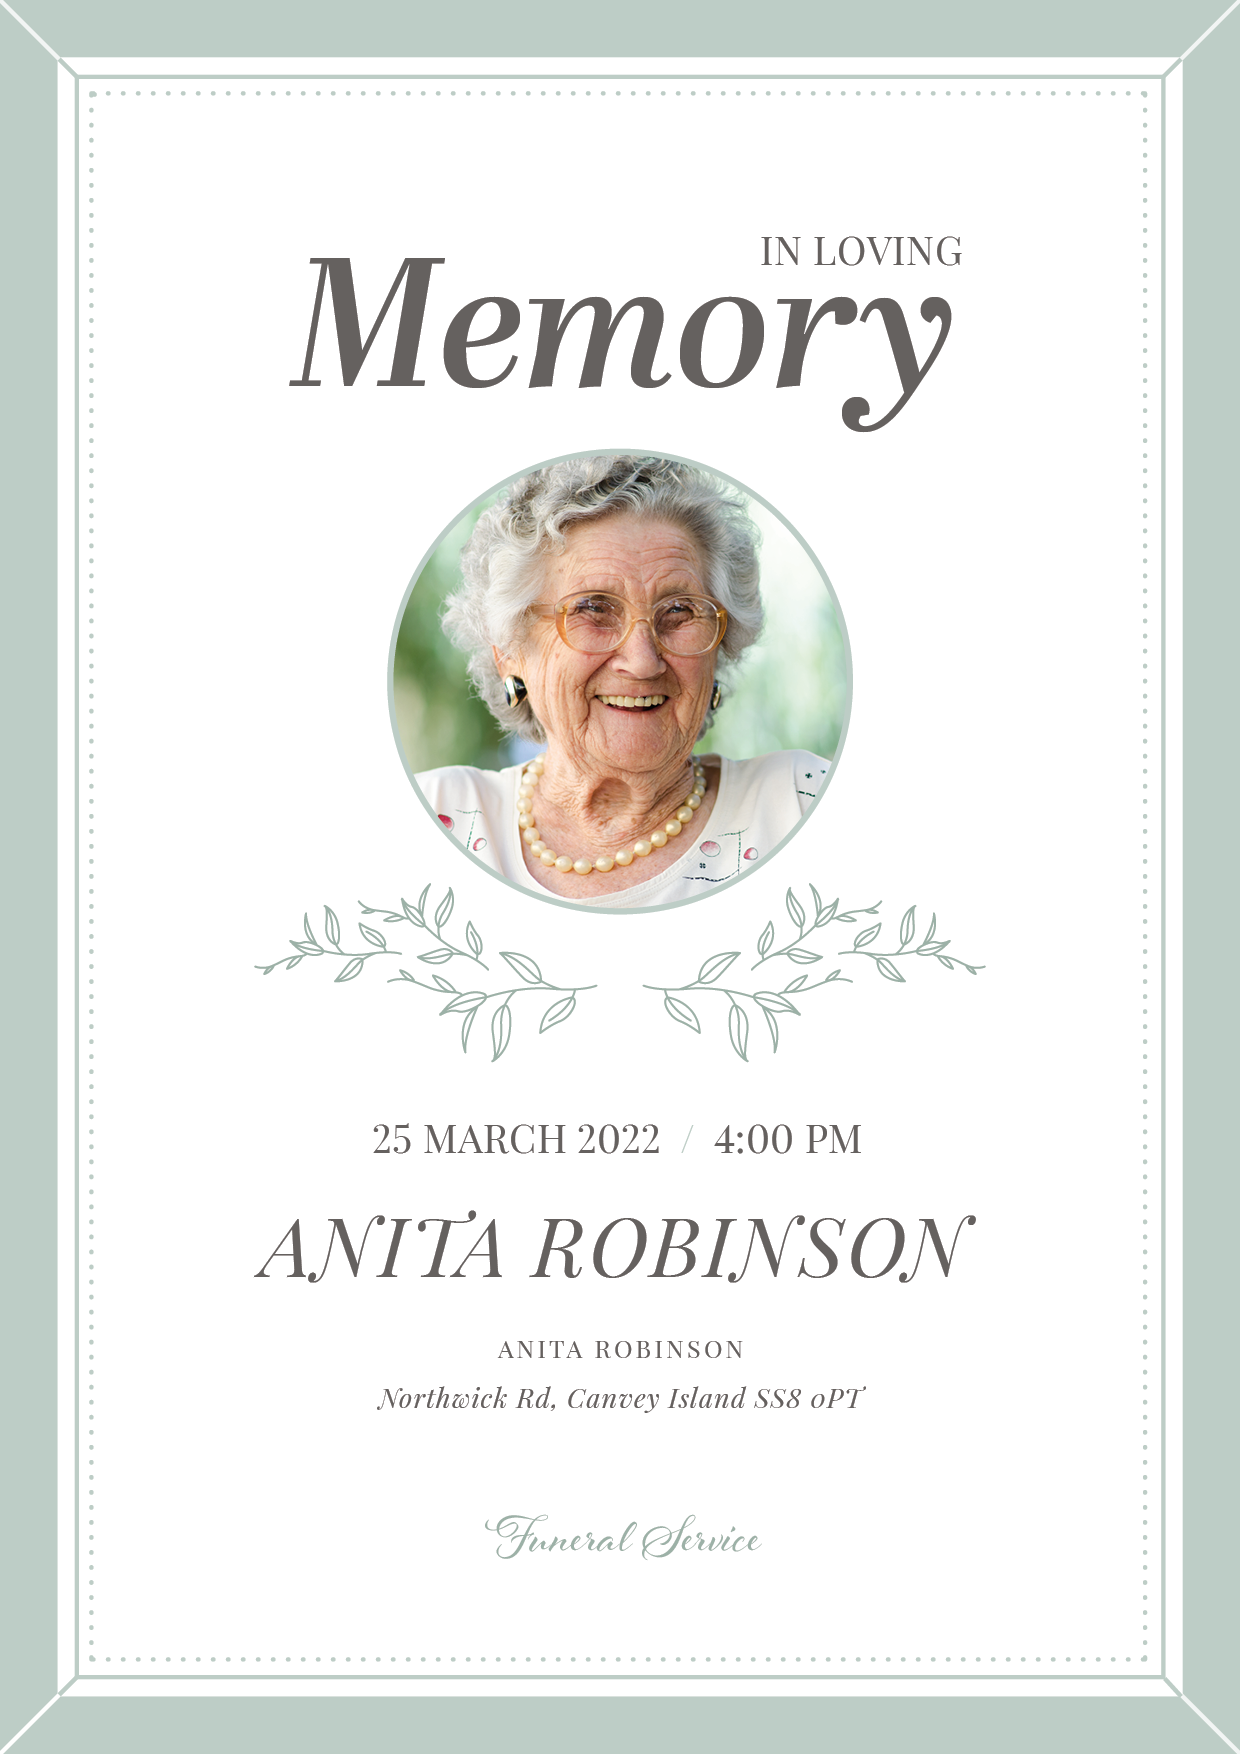 IN LOVING
Memory
25 MARCH 2022 / 4:00 PM
ANITA ROBINSON
ANITA ROBINSON
Northwick Rd, Canvey Island SS8 0PT
Funeral Service